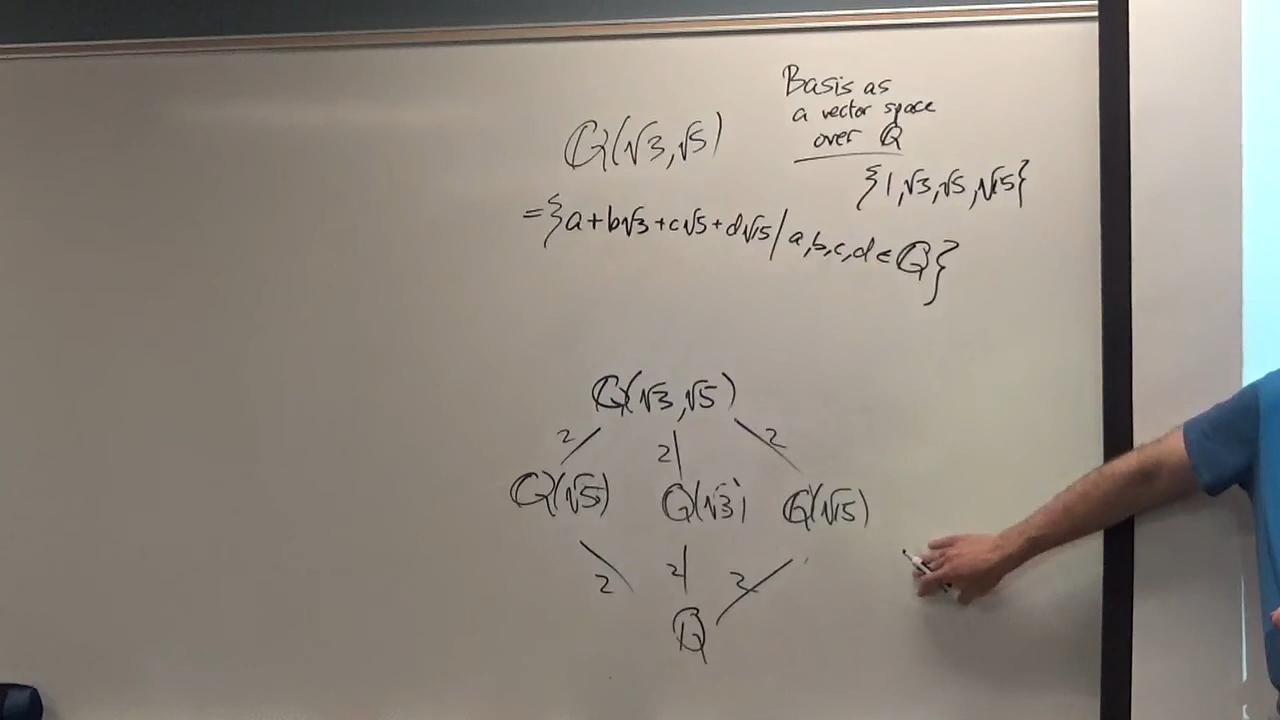 Basis as
a vector space
over ℚ
ℚ(√3,√5)
{1,√3,√5,√15}
={a+b√3+c√5+d√15 | a,b,c,d ∈ ℚ}
ℚ(√3,√5)
2 2 2
ℚ(√5) ℚ(√3) ℚ(√15)
2 2 2
ℚ